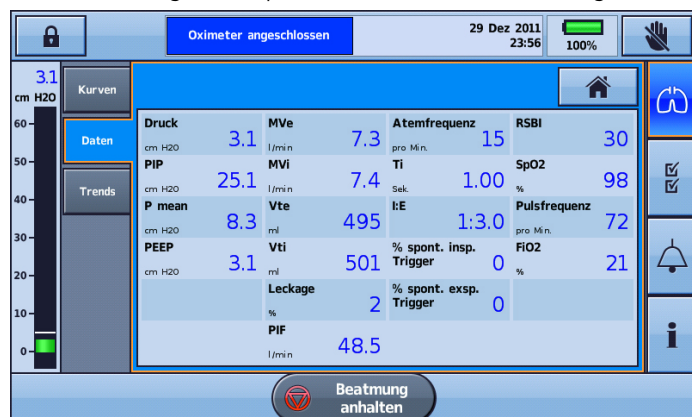 Oximeter angeschlossen
29 Dez 2011
23:56
100%
3.1
cm H2O
60
50
40
30
20
10
0
Kurven
Daten
Trends
Druck
cm H2O
3.1
MVe
l/min
7.3
Atemfrequenz
pro Min.
15
RSBI
30
PIP
cm H2O
25.1
MVi
l/min
7.4
Ti
Sek.
1.00
SpO2
%
98
P mean
cm H2O
8.3
Vte
ml
495
I:E
1:3.0
Pulsfrequenz
pro Min.
72
PEEP
cm H2O
3.1
Vti
ml
501
% spont. insp.
Trigger
0
FiO2
%
21
Leckage
%
2
% spont. exsp.
Trigger
0
PIF
l/min
48.5
Beatmung
anhalten